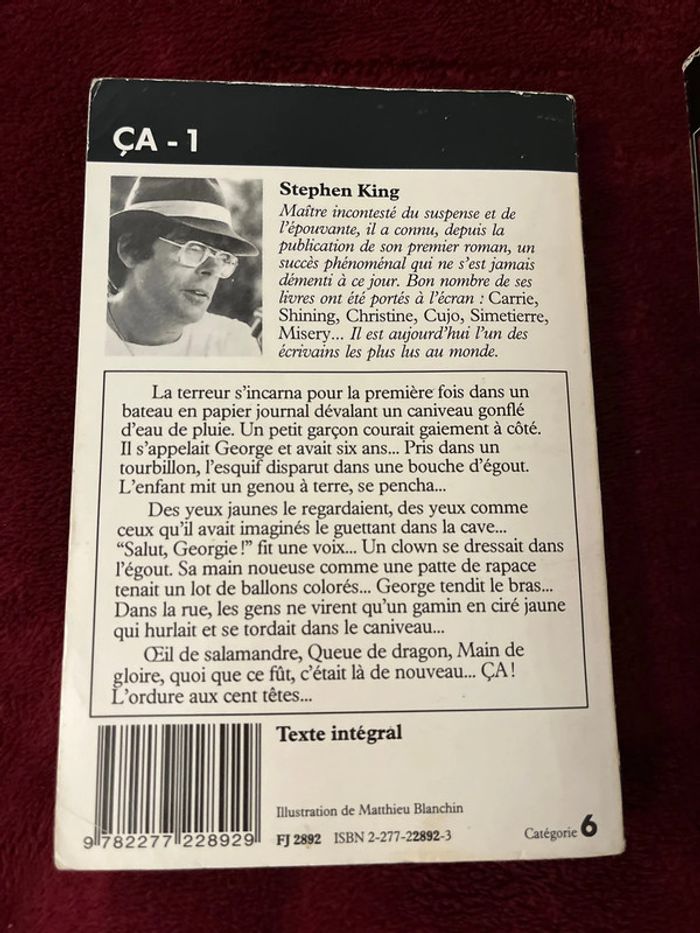 ÇA - 1
Stephen King
Maître incontesté du suspense et de
l'épouvante, il a connu, depuis la
publication de son premier roman, un
succès phénoménal qui ne s'est jamais
démenti à ce jour. Bon nombre de ses
livres ont été portés à l'écran : Carrie,
Shining, Christine, Cujo, Simetierre,
Misery... Il est aujourd'hui l'un des
écrivains les plus lus au monde.
La terreur s'incarna pour la première fois dans un
bateau en papier journal dévalant un caniveau gonflé
d'eau de pluie. Un petit garçon courait gaiement à côté.
Il s'appelait George et avait six ans... Pris dans un
tourbillon, l'esquif disparut dans une bouche d'égout.
L'enfant mit un genou à terre, se pencha...
Des yeux jaunes le regardaient, des yeux comme
ceux qu'il avait imaginés le guettant dans la cave...
“Salut, Georgie !” fit une voix... Un clown se dressait dans
l'égout. Sa main noueuse comme une patte de rapace
tenait un lot de ballons colorés... George tendit le bras...
Dans la rue, les gens ne virent qu'un gamin en ciré jaune
qui hurlait et se tordait dans le caniveau...
Œil de salamandre, Queue de dragon, Main de
gloire, quoi que ce fût, c'était là de nouveau... ÇA !
L'ordure aux cent têtes...
Texte intégral
Illustration de Matthieu Blanchin
9 782277 228929
FJ 2892 ISBN 2-277-22892-3
Catégorie 6